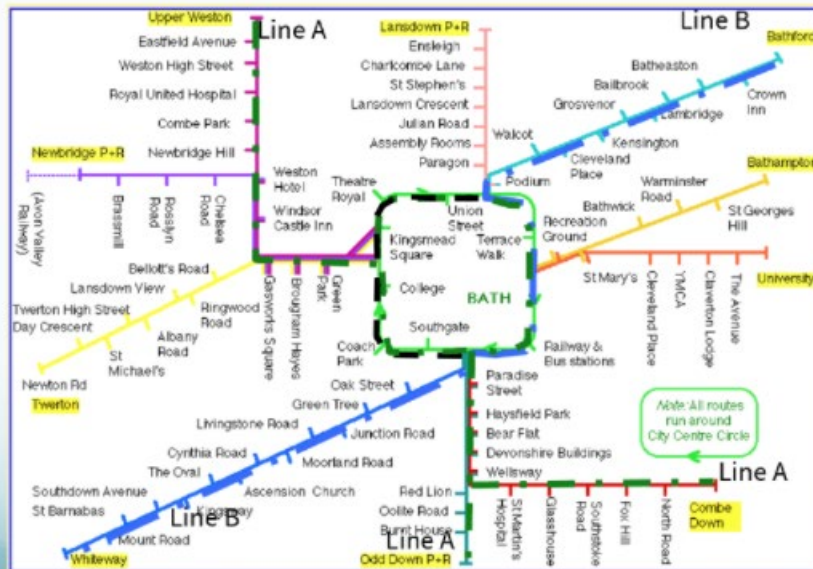 Upper Weston
Line A
Eastfield Avenue
Weston High Street
Royal United Hospital
Combe Park
Newbridge Hill
Newbridge P+R
Weston
Hotel
Windsor
Castle Inn
(Avon Valley
Railway)
Brassmill
Rosslyn
Road
Chelsea
Road
Lansdown P+R
Ensleigh
Charlcombe Lane
St Stephen's
Lansdown Crescent
Julian Road
Assembly Rooms
Paragon
Line B
Bathford
Batheaston
Bailbrook
Grosvenor
Walcot
Crown
Inn
Lambridge
Kensington
Cleveland
Place
Podium
Bathampton
Warminster
Road
Bathwick
St Georges
Hill
Recreation
Ground
University
St Mary's
Cleveland Place
YMCA
Claverton Lodge
The Avenue
Theatre
Royal
Union
Street
Kingsmead
Square
Terrace
Walk
College
BATH
Southgate
Coach
Park
Railway &
Bus stations
Bellott's Road
Lansdown View
Twerton High Street
Day Crescent
Ringwood
Road
Albany
Road
St
Michael's
Newton Rd
Twerton
Gasworks Square
Brougham Hayes
Green
Park
Oak Street
Green Tree
Livingstone Road
Junction Road
Cynthia Road
Moorland Road
The Oval
Ascension Church
Southdown Avenue
St Barnabas
Kingsway
Line B
Mount Road
Whiteway
Paradise
Street
Haysfield Park
Bear Flat
Devonshire Buildings
Wellsway
Line A
Combe
Down
St Martin's
Hospital
Glasshouse
Southstoke
Road
Fox Hill
North Road
Red Lion
Oolite Road
Burnt House
Line A
Odd Down P+R
Note: All routes
run around
City Centre Circle